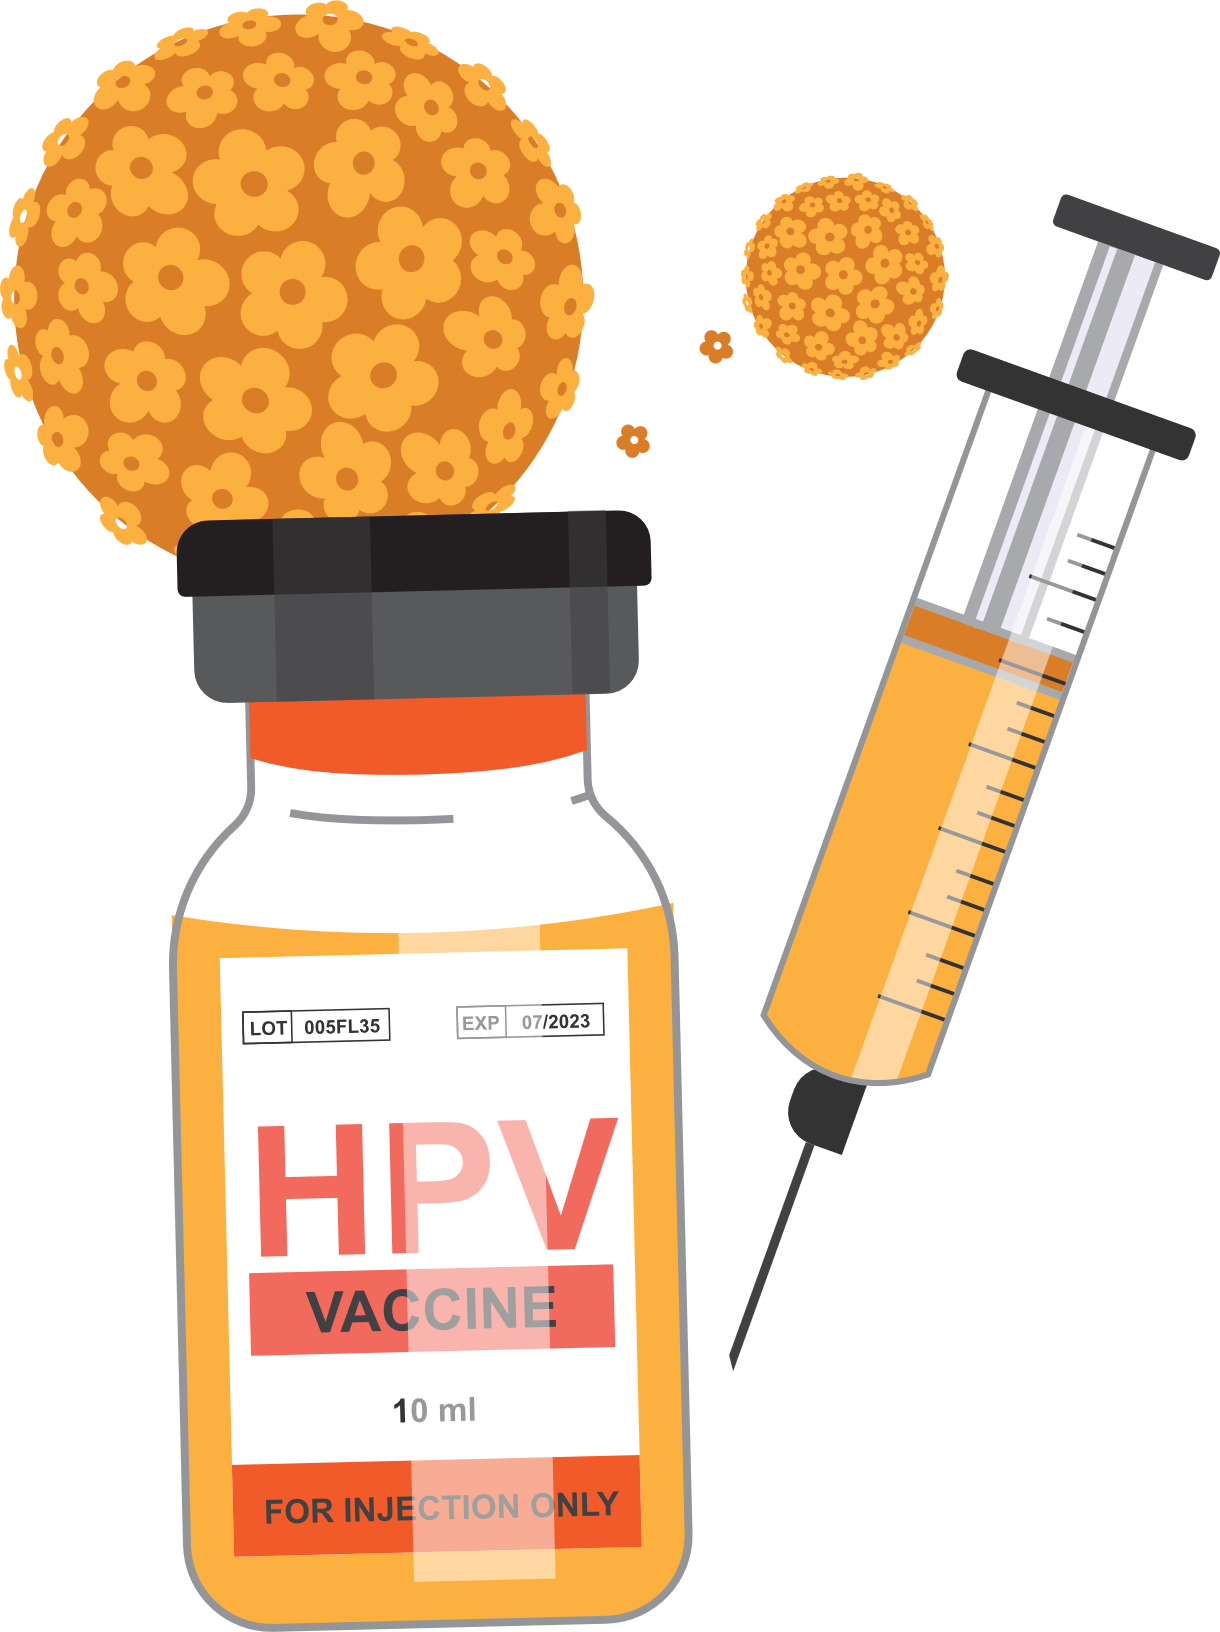 LOT 005FL35 EXP 07/2023
HPV
VACCINE
10 ml
FOR INJECTION ONLY